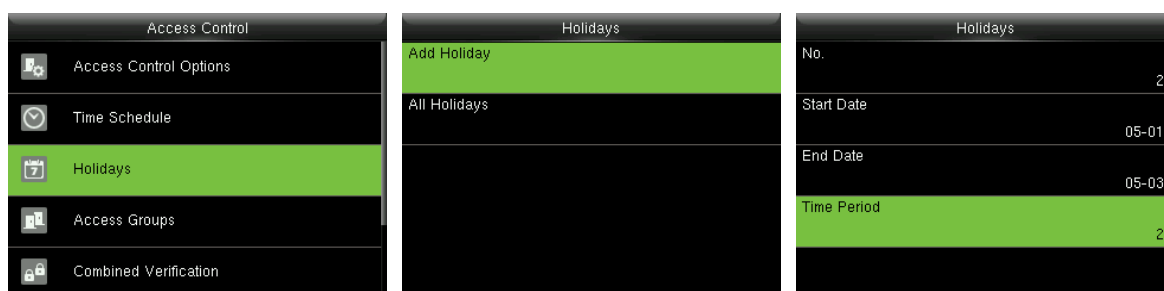 Access Control
Access Control Options
Time Schedule
7
Holidays
Access Groups
Combined Verification
Holidays
Add Holiday
All Holidays
Holidays
No.
2
Start Date
05-01
End Date
05-03
Time Period
2